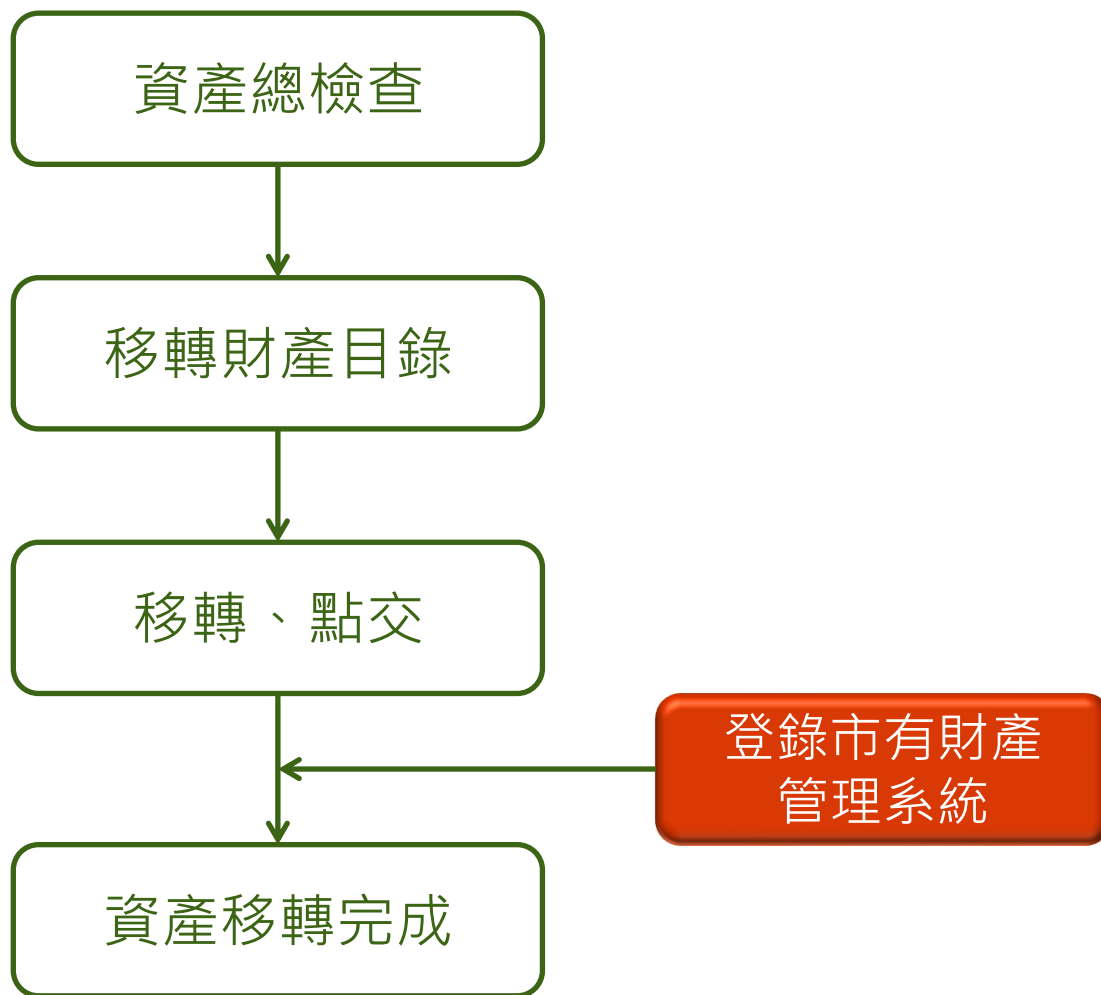 資產總檢查
移轉財產目錄
移轉、點交
登錄市有財產
管理系統
資產移轉完成